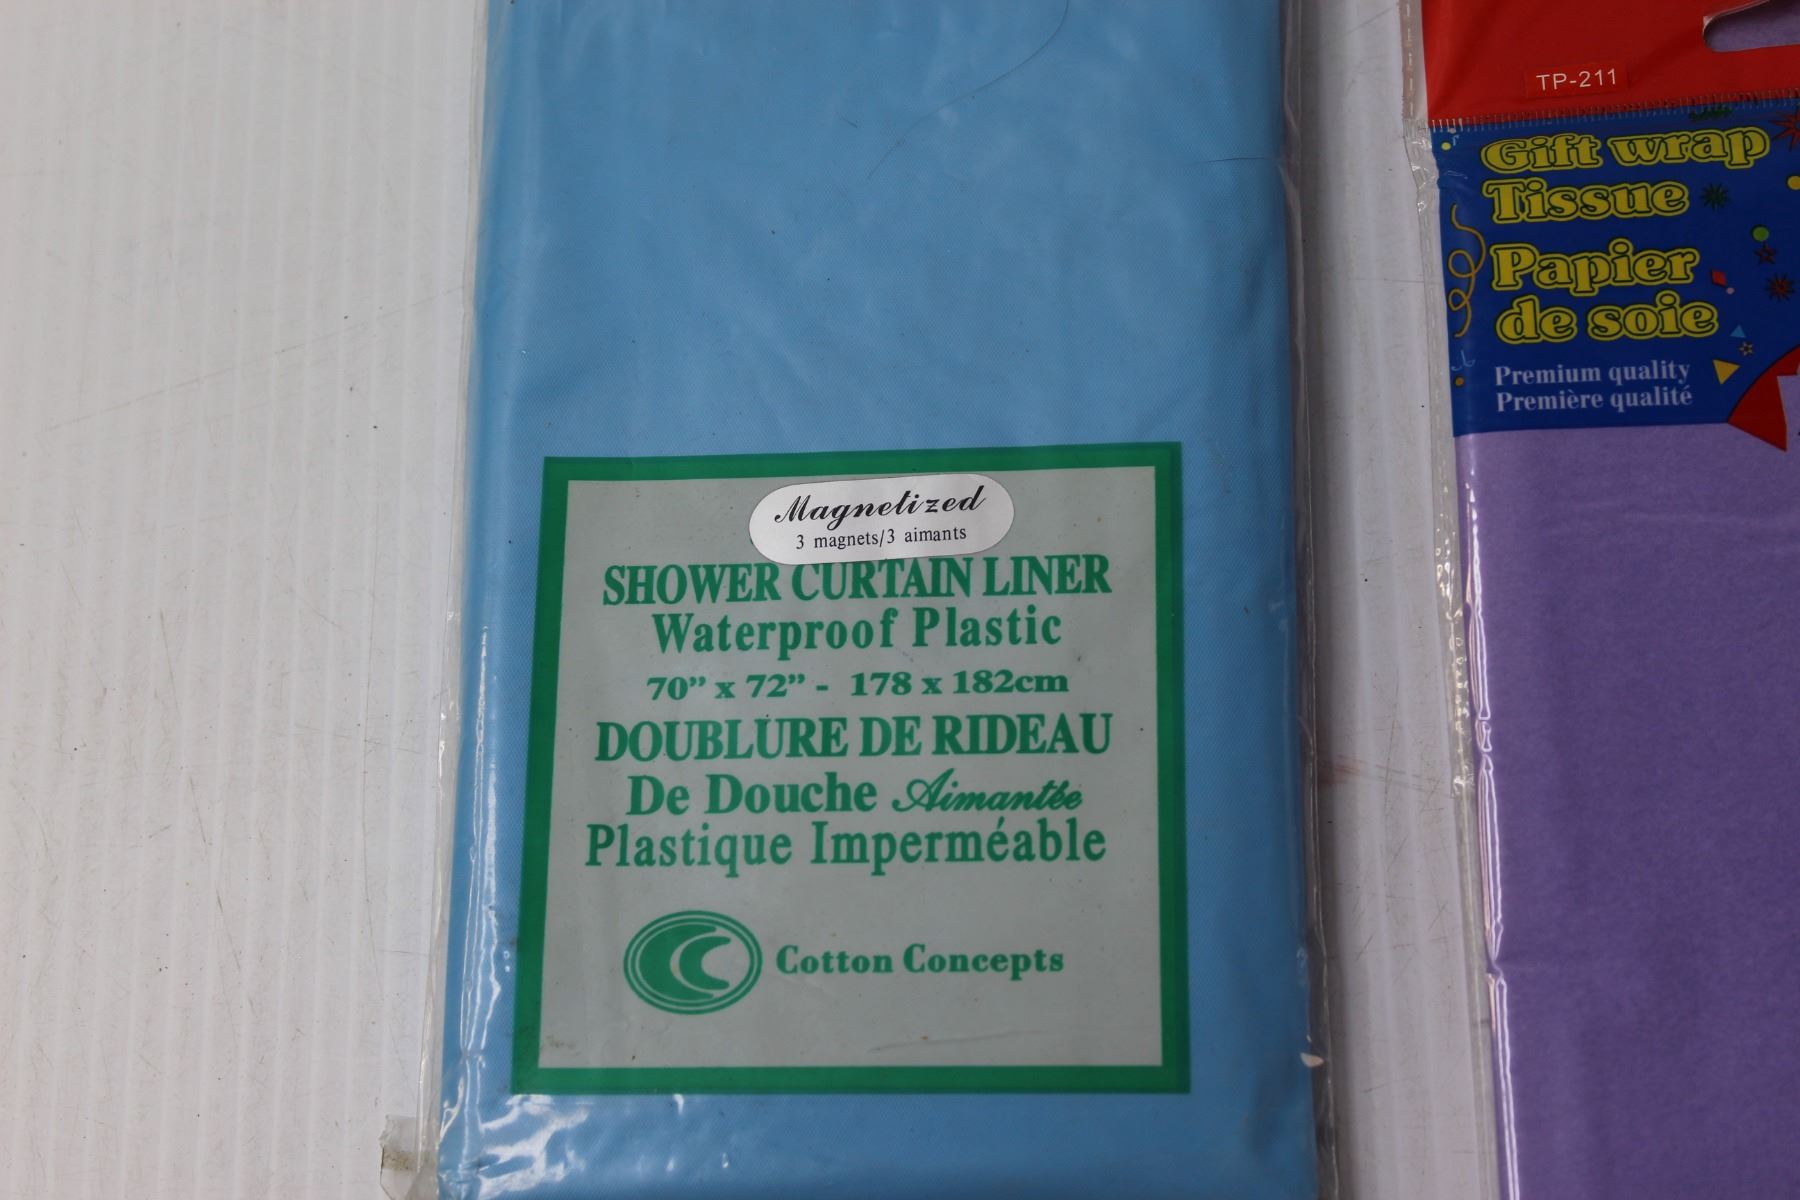 Magnetized
3 magnets/3 aimants
SHOWER CURTAIN LINER
Waterproof Plastic
70” x 72” - 178 x 182cm
DOUBLURE DE RIDEAU
De Douche Aimantée
Plastique Imperméable
Cotton Concepts
TP-211
Gift wrap
Tissue
Papier
de soie
Premium quality
Première qualité